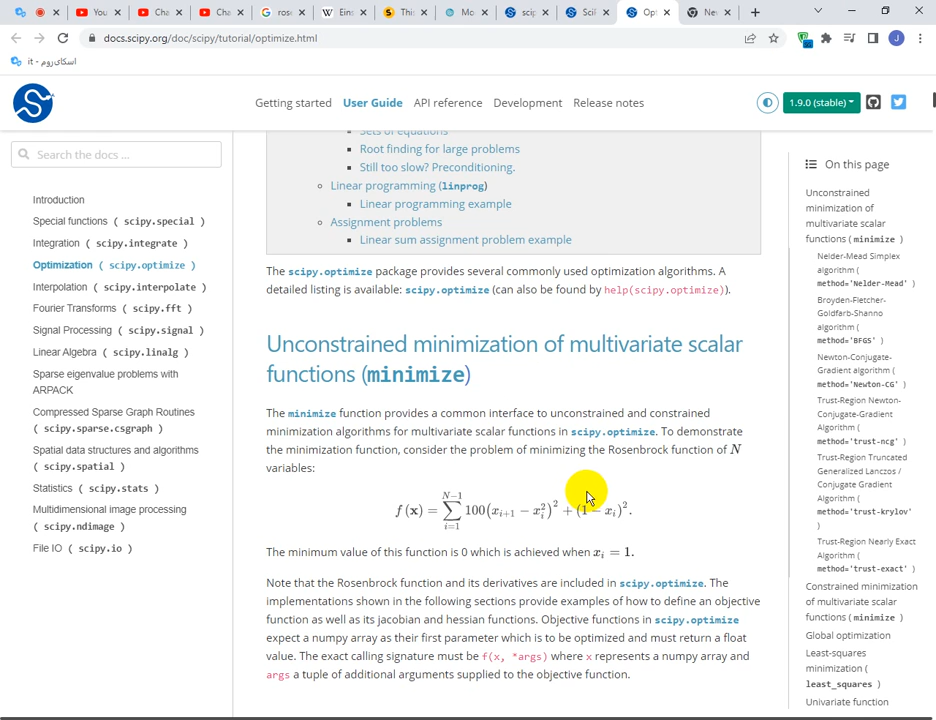 You
Cha
Cha
rose
Eins
This
Mo
scip
SciP
Opt
Nev
docs.scipy.org/doc/scipy/tutorial/optimize.html
it - اسکای‌روم
Getting started
User Guide
API reference
Development
Release notes
1.9.0 (stable)
Search the docs ...
Introduction
Special functions ( scipy.special )
Integration ( scipy.integrate )
Optimization ( scipy.optimize )
Interpolation ( scipy.interpolate )
Fourier Transforms ( scipy.fft )
Signal Processing ( scipy.signal )
Linear Algebra ( scipy.linalg )
Sparse eigenvalue problems with
ARPACK
Compressed Sparse Graph Routines
( scipy.sparse.csgraph )
Spatial data structures and algorithms
( scipy.spatial )
Statistics ( scipy.stats )
Multidimensional image processing
( scipy.ndimage )
File IO ( scipy.io )
Sets of equations
Root finding for large problems
Still too slow? Preconditioning.
Linear programming (linprog)
Linear programming example
Assignment problems
Linear sum assignment problem example
The scipy.optimize package provides several commonly used optimization algorithms. A
detailed listing is available: scipy.optimize (can also be found by help(scipy.optimize)).
Unconstrained minimization of multivariate scalar
functions (minimize)
The minimize function provides a common interface to unconstrained and constrained
minimization algorithms for multivariate scalar functions in scipy.optimize. To demonstrate
the minimization function, consider the problem of minimizing the Rosenbrock function of N
variables:
f(x) = ∑_{i=1}^{N−1} 100(x_{i+1} − x_i^2)^2 + (1 − x_i)^2.
The minimum value of this function is 0 which is achieved when x_i = 1.
Note that the Rosenbrock function and its derivatives are included in scipy.optimize. The
implementations shown in the following sections provide examples of how to define an objective
function as well as its jacobian and hessian functions. Objective functions in scipy.optimize
expect a numpy array as their first parameter which is to be optimized and must return a float
value. The exact calling signature must be f(x, *args) where x represents a numpy array and
args a tuple of additional arguments supplied to the objective function.
On this page
Unconstrained
minimization of
multivariate scalar
functions ( minimize )
Nelder-Mead Simplex
algorithm (
method='Nelder-Mead' )
Broyden-Fletcher-
Goldfarb-Shanno
algorithm (
method='BFGS' )
Newton-Conjugate-
Gradient algorithm (
method='Newton-CG' )
Trust-Region Newton-
Conjugate-Gradient
Algorithm (
method='trust-ncg' )
Trust-Region Truncated
Generalized Lanczos /
Conjugate Gradient
Algorithm (
method='trust-krylov'
)
Trust-Region Nearly Exact
Algorithm (
method='trust-exact' )
Constrained minimization
of multivariate scalar
functions ( minimize )
Global optimization
Least-squares
minimization (
least_squares )
Univariate function